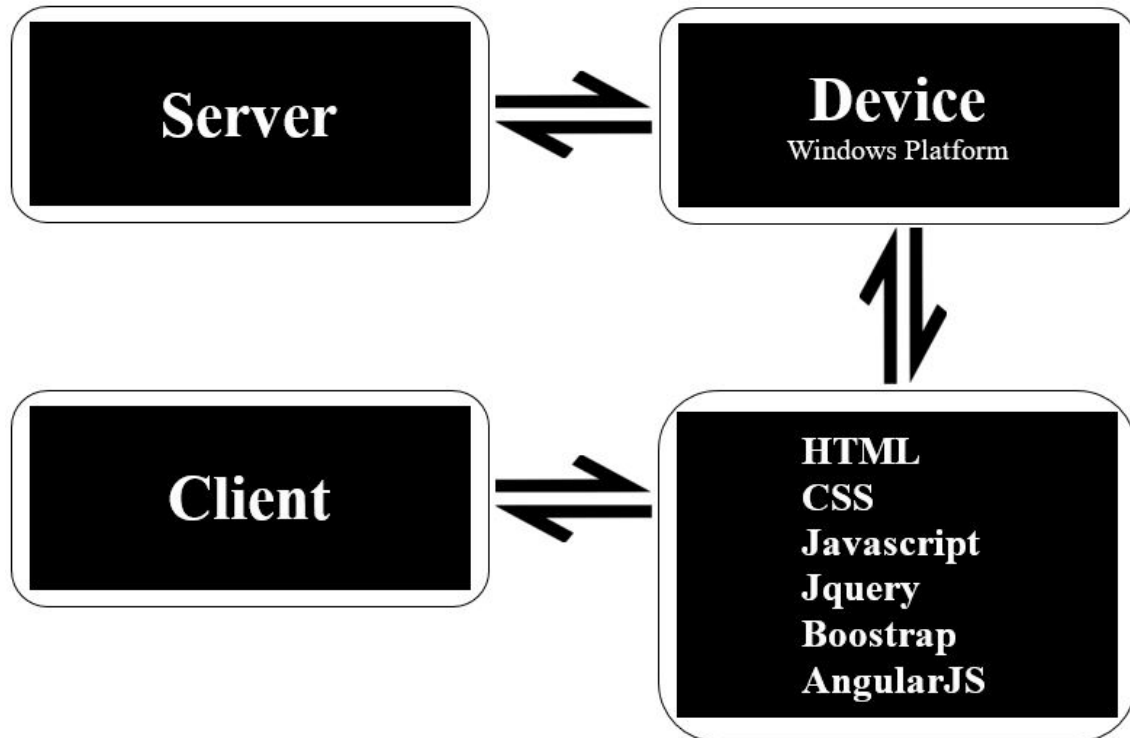 Server
Device
Windows Platform
Client
HTML
CSS
Javascript
Jquery
Boostrap
AngularJS